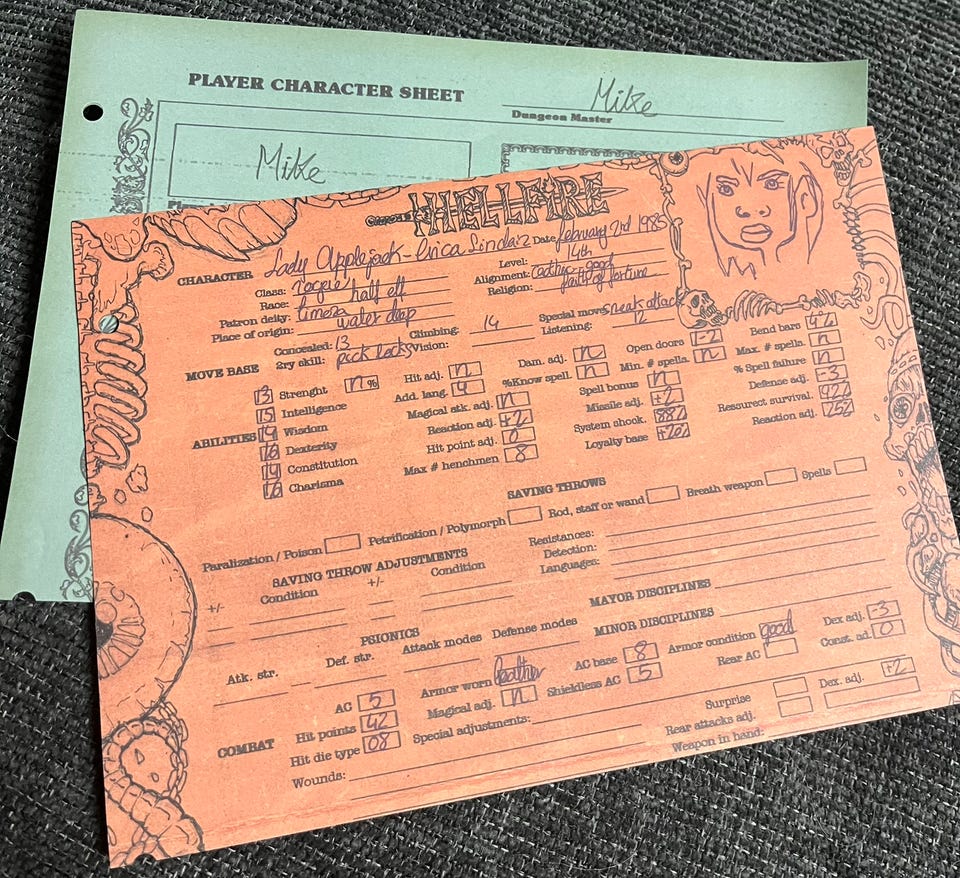 PLAYER CHARACTER SHEET
Mike
Dungeon Master
Mike
HELLFIRE
CHARACTER Lady Applejack - Erica Sinclair Date February 2nd 1985
Class: rogue Level: 14th
Race: half elf Alignment: good
Patron deity: timora Religion: faith of fortune
Place of origin: water deep
MOVE BASE Concealed: 13 Climbing: 14 Special moves sneak attack
2ry skill: pick locks Vision: Listening: 12
ABILITIES
13 Strenght n %
15 Intelligence
14 Wisdom
16 Dexterity
14 Constitution
16 Charisma
Hit adj. n Dam. adj. n Open doors 1-2 Bend bars 4%
Add. lang. 4 %Know spell. n Min. # spells. n Max. # spells. n
Magical atk. adj. n Spell bonus n % Spell failure n
Reaction adj. +2 Missile adj. +2 Defense adj. -3
Hit point adj. 0 System chock. 88% Ressurect survival. 92%
Max # henchmen 8 Loyalty base +20% Reaction adj. +25%
SAVING THROWS
Paralization / Poison Petrification / Polymorph Rod, staff or wand Breath weapon Spells
SAVING THROW ADJUSTMENTS
+/- Condition +/- Condition
Resistances:
Detection:
Languages:
PSIONICS
Atk. str. Def. str. Attack modes Defense modes
MAYOR DISCIPLINES
MINOR DISCIPLINES
COMBAT
AC 5 Armor worn leather AC base 8 Armor condition good Dex adj. -3
Hit points 42 Magical adj. n Shieldless AC 5 Rear AC Const. ad. 0
Hit die type 08 Special adjustments: Surprise Dex. adj. +2
Rear attacks adj.
Wounds: Weapon in hand: